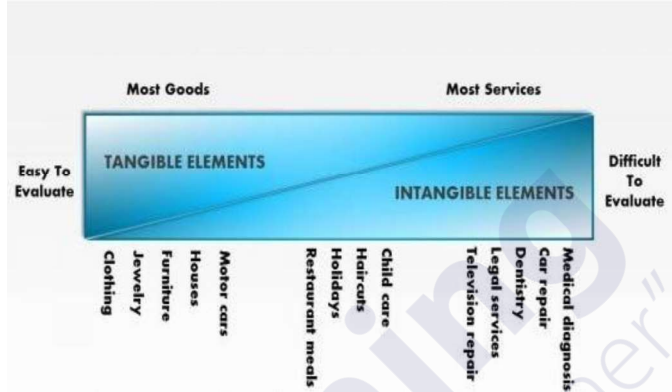 Most Goods
Most Services
Easy To
Evaluate
TANGIBLE ELEMENTS
INTANGIBLE ELEMENTS
Difficult
To
Evaluate
Clothing
Jewelry
Furniture
Houses
Motor cars
Restaurant meals
Holidays
Haircuts
Child care
Television repair
Legal services
Dentistry
Car repair
Medical diagnosis